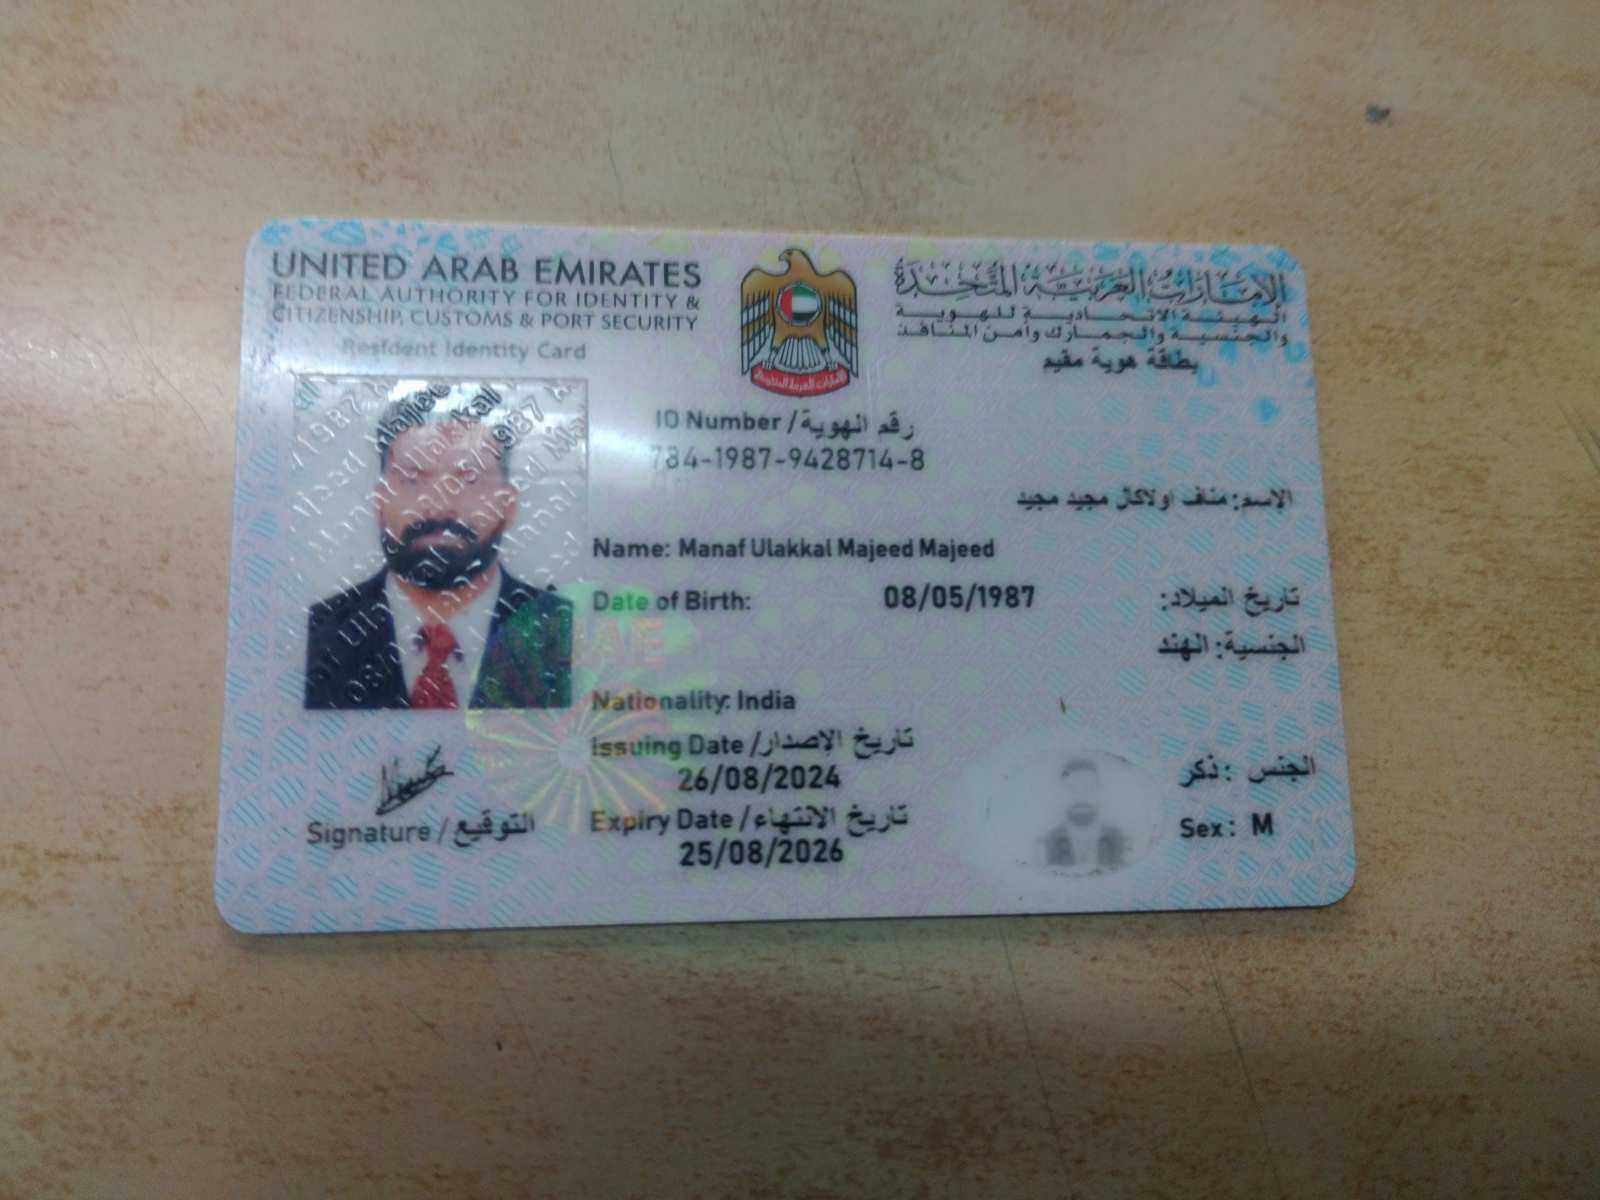 UNITED ARAB EMIRATES
FEDERAL AUTHORITY FOR IDENTITY &
CITIZENSHIP, CUSTOMS & PORT SECURITY
Resident Identity Card
الإمارات العربية المتحدة
الهيئة الاتحادية للهوية
والجنسية والجمارك وأمن المنافذ
بطاقة هوية مقيم
ID Number / رقم الهوية
784-1987-9428714-8
الإسم: مناف اولاكال مجيد مجيد
Name: Manaf Ulakkal Majeed Majeed
Date of Birth: 08/05/1987 تاريخ الميلاد:
الجنسية: الهند
Nationality: India
Issuing Date / تاريخ الإصدار
26/08/2024
Expiry Date / تاريخ الانتهاء
25/08/2026
الجنس : ذكر
Sex: M
Signature / التوقيع
UAE